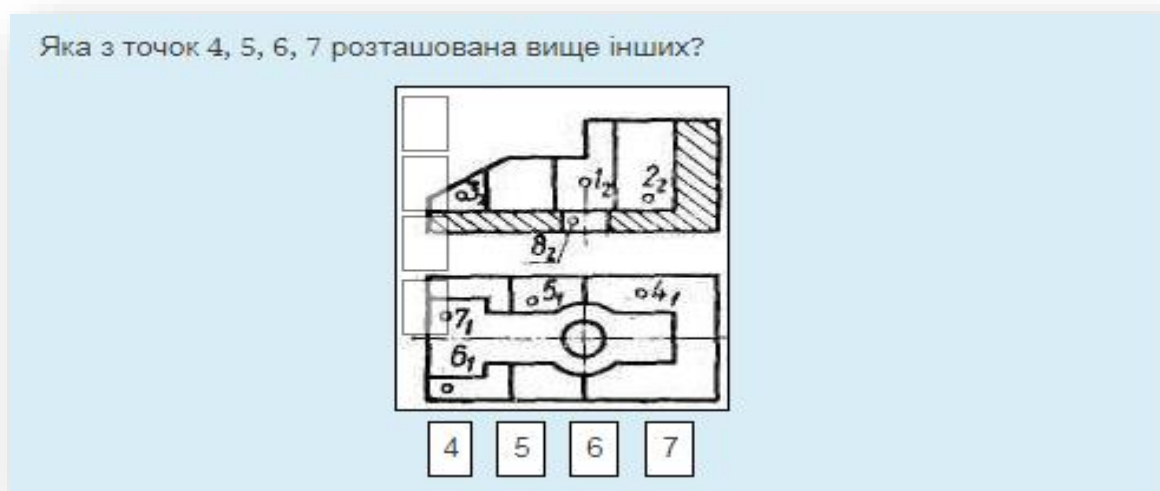 Яка з точок 4, 5, 6, 7 розташована вище інших?
3₂ 1₂ 2₂
8₂
5₁ 4₁
7₁
6₁
4 5 6 7